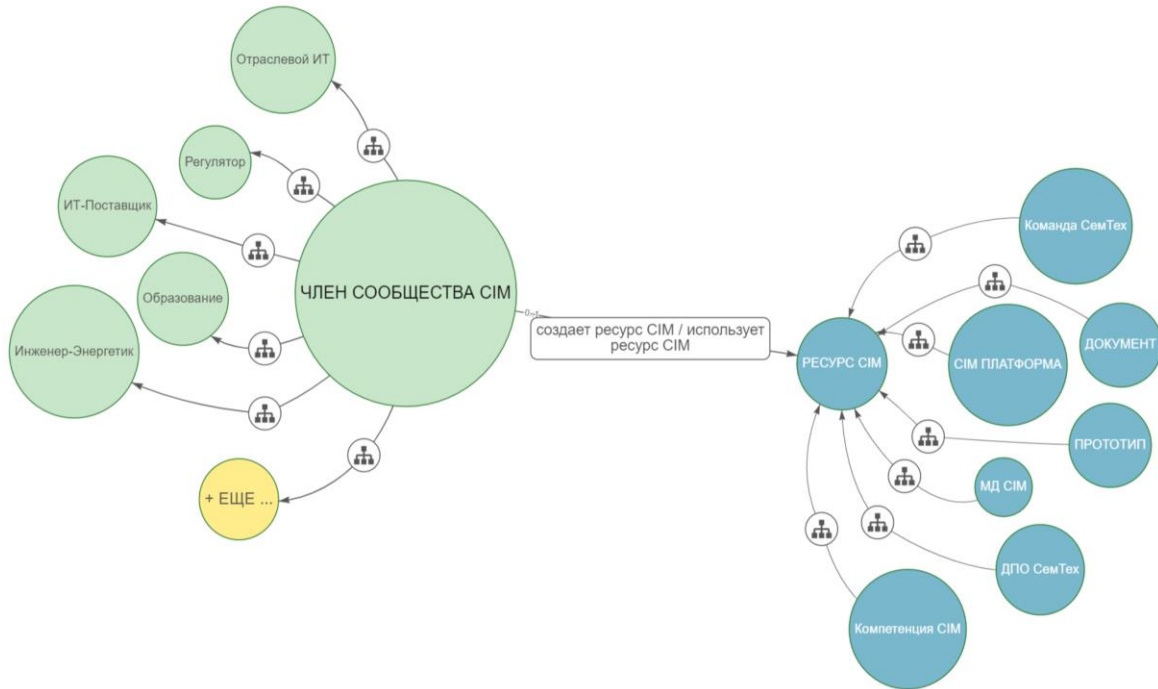 Отраслевой ИТ
Регулятор
ИТ-Поставщик
Образование
Инженер-Энергетик
+ ЕЩЕ ...
ЧЛЕН СООБЩЕСТВА CIM
создает ресурс CIM / использует
ресурс CIM
РЕСУРС CIM
Команда СемТех
ДОКУМЕНТ
CIM ПЛАТФОРМА
ПРОТОТИП
МД CIM
ДПО СемТех
Компетенция CIM